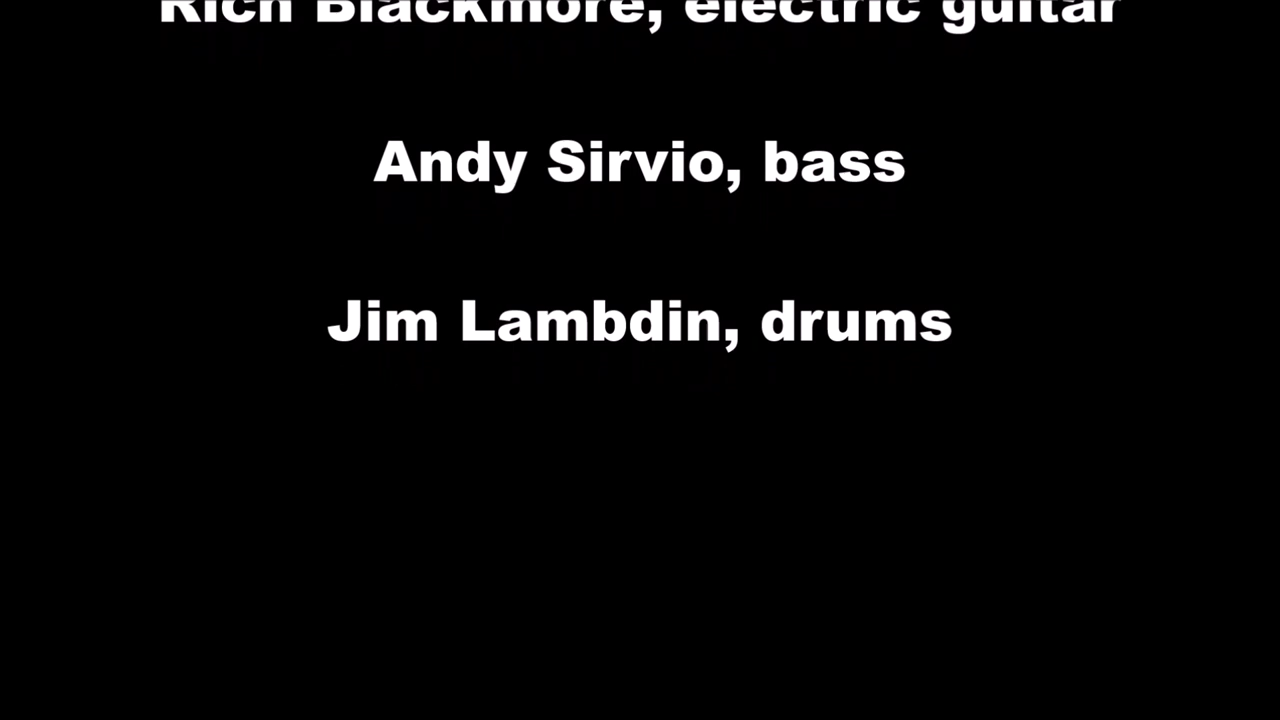 Rich Blackmore, electric guitar
Andy Sirvio, bass
Jim Lambdin, drums